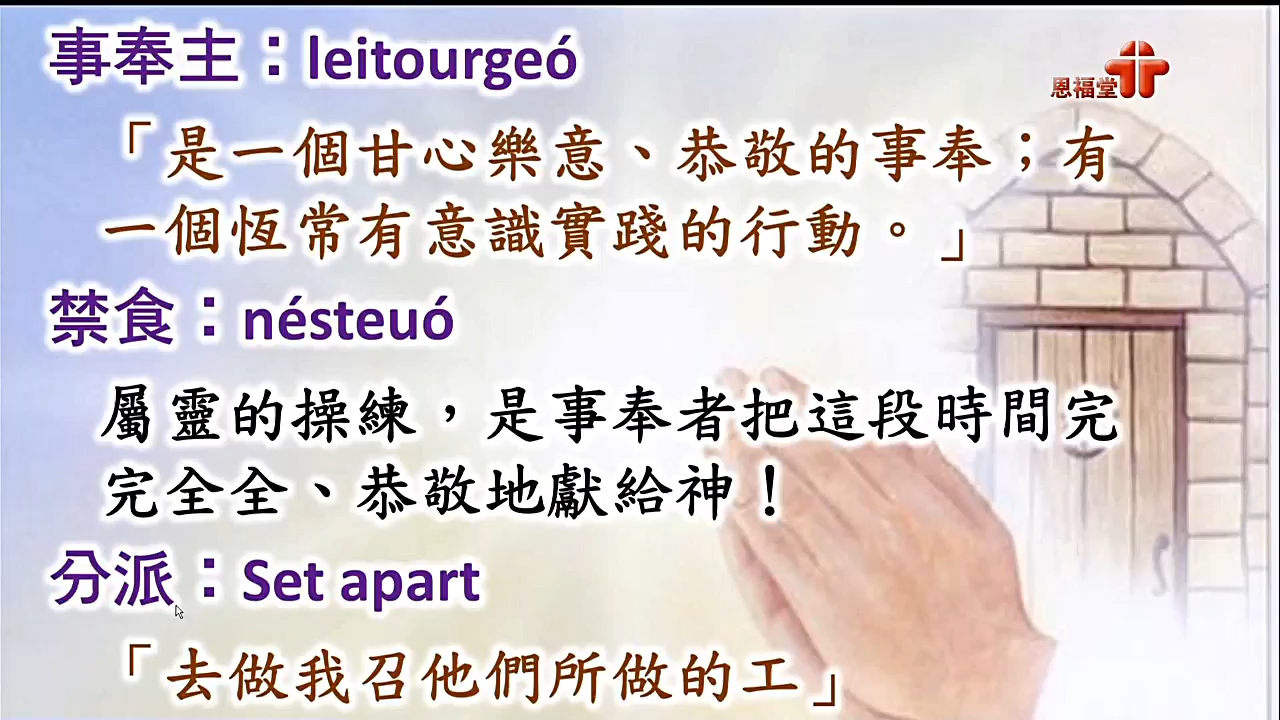 事奉主：leitourgeó
恩福堂
「是一個甘心樂意、恭敬的事奉；有
一個恆常有意識實踐的行動。」
禁食：nésteuó
屬靈的操練，是事奉者把這段時間完
完全全、恭敬地獻給神！
分派：Set apart
「去做我召他們所做的工」